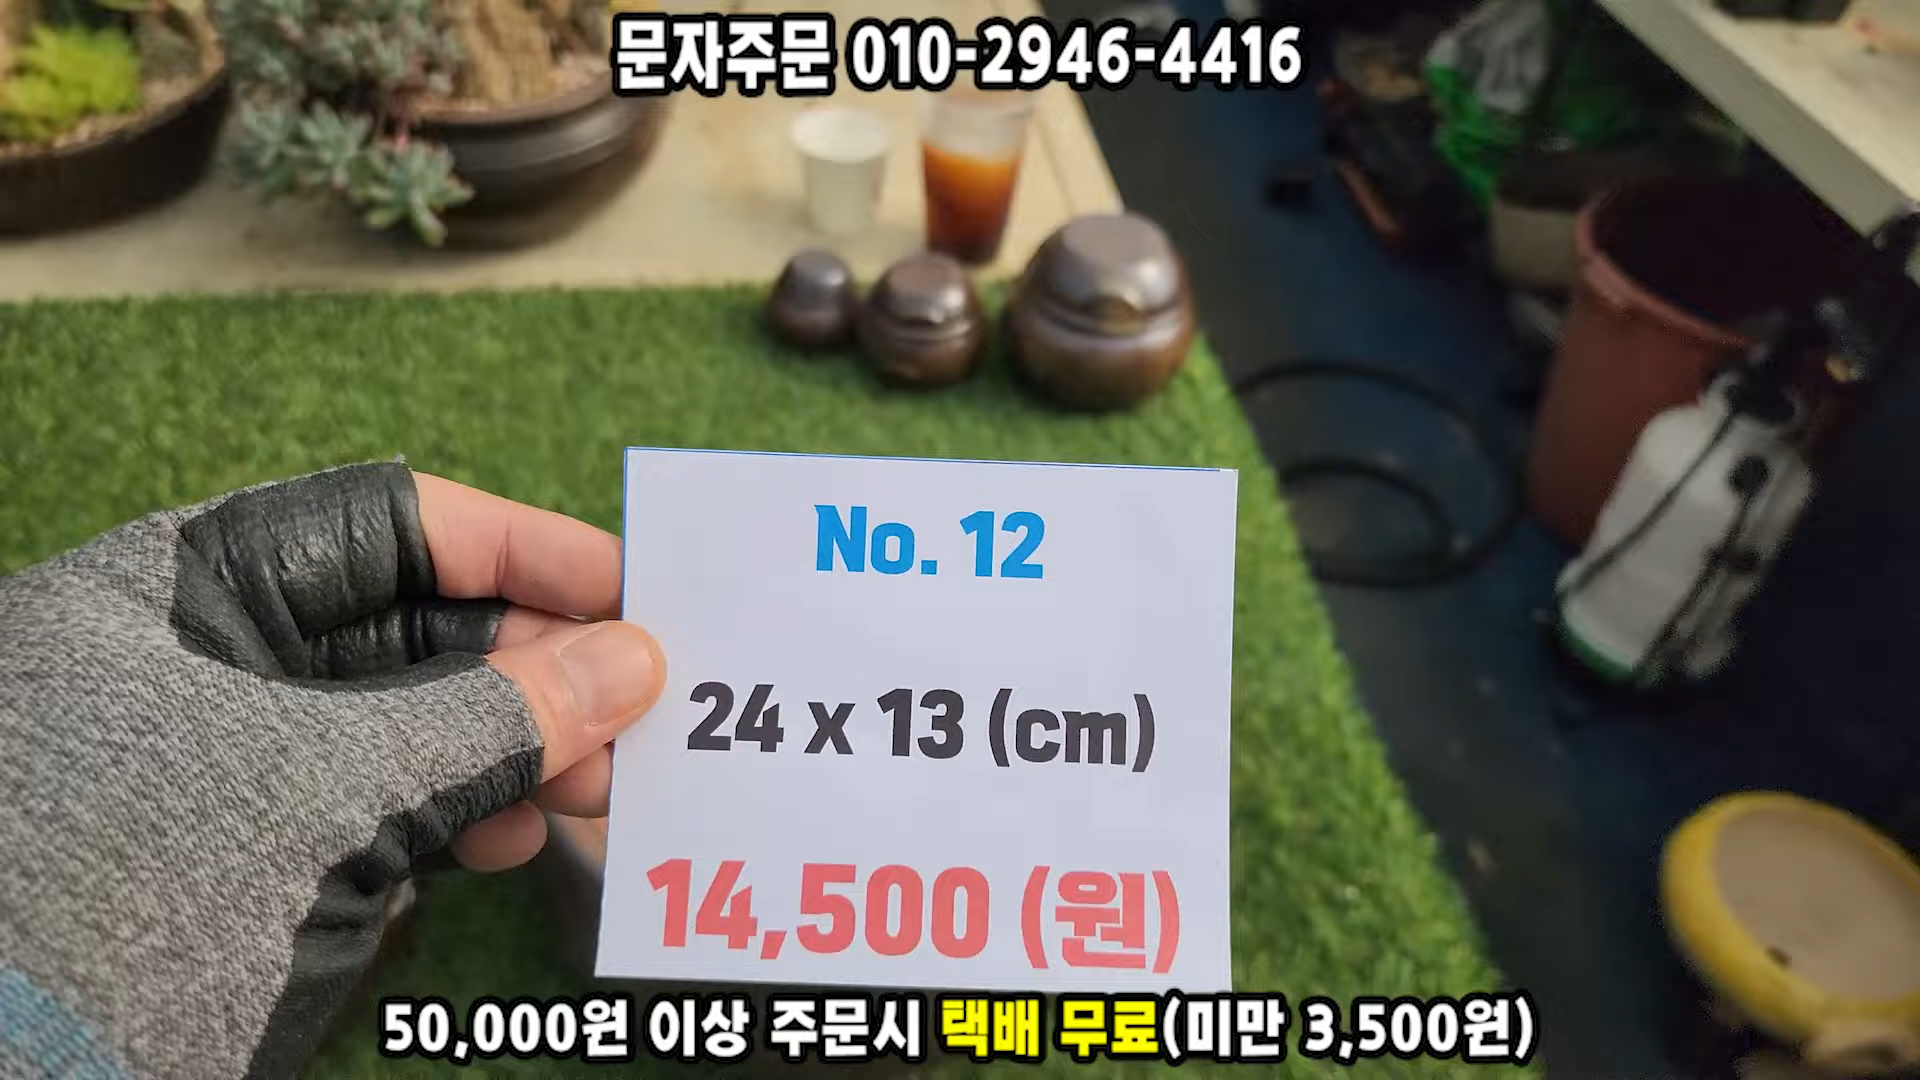 문자주문 010-2946-4416
No. 12
24 x 13 (cm)
14,500 (원)
50,000원 이상 주문시 택배 무료(미만 3,500원)